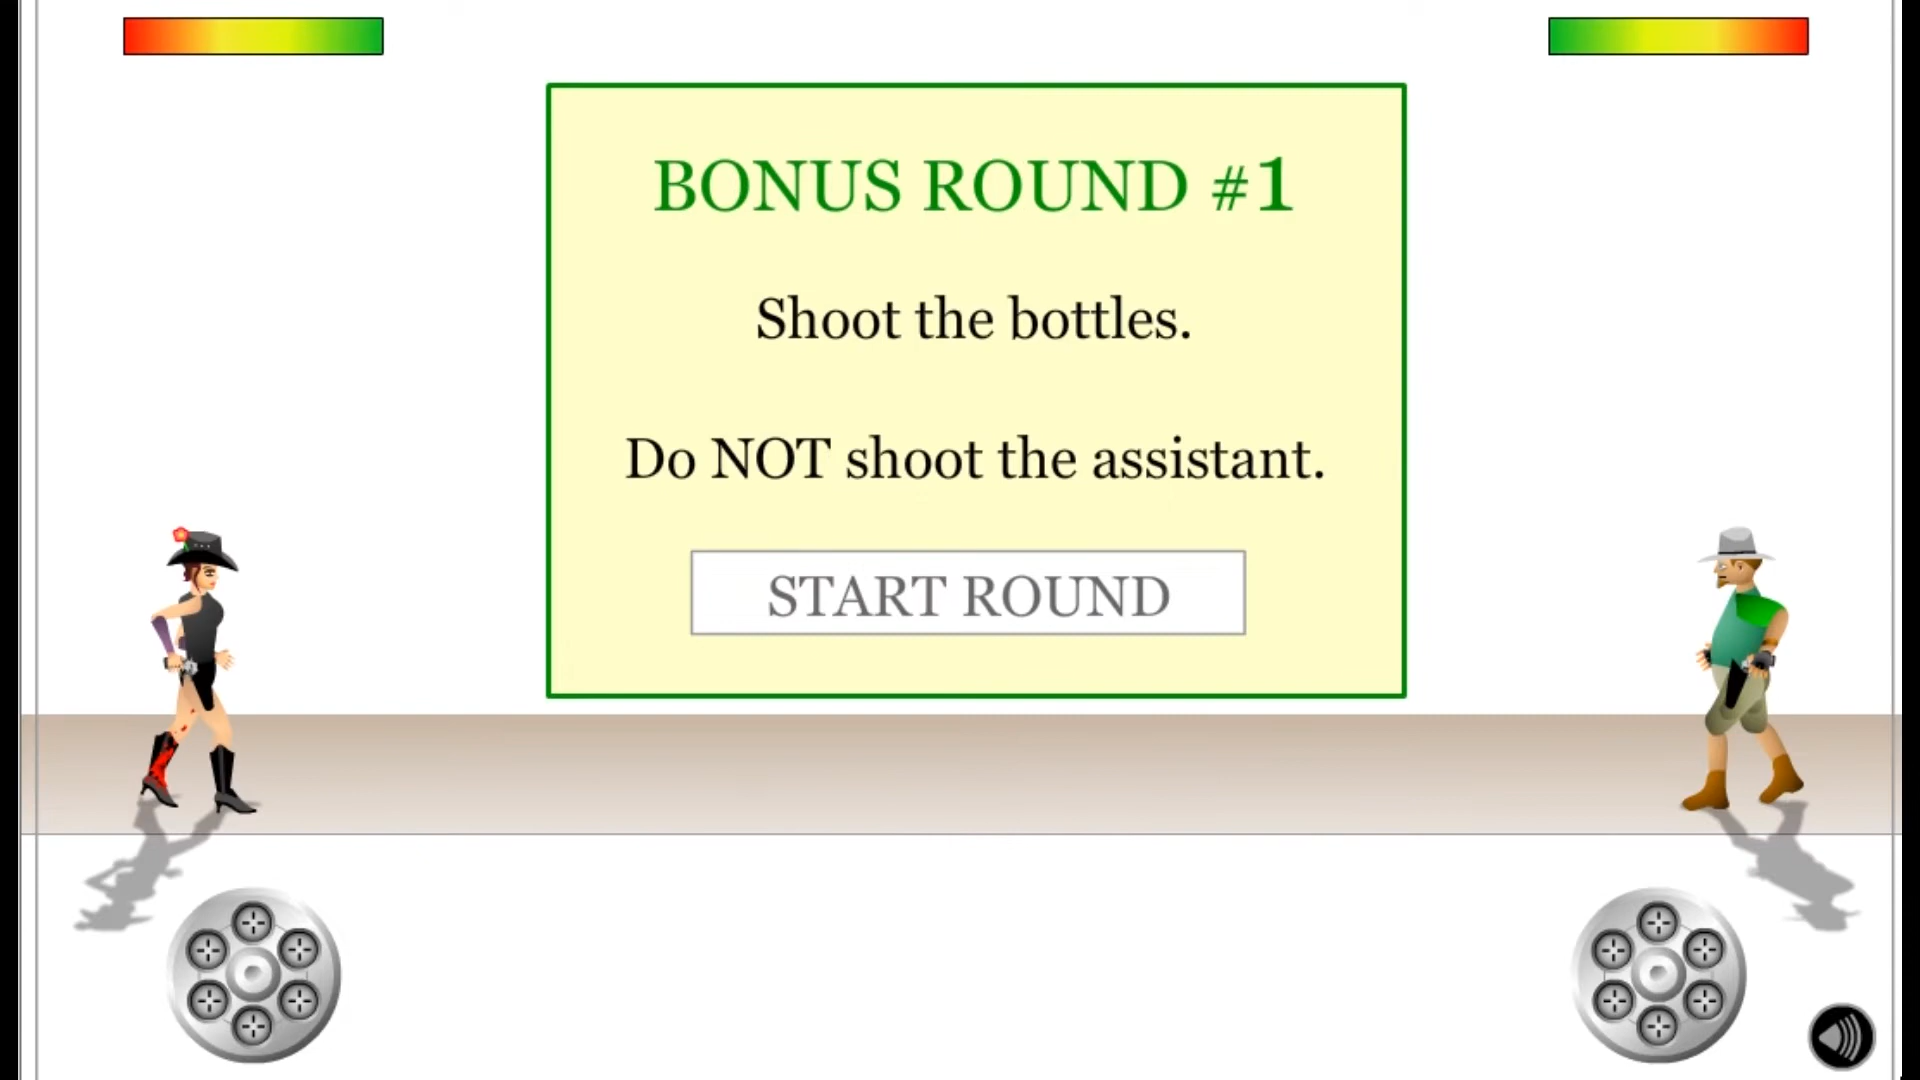 BONUS ROUND #1
Shoot the bottles.
Do NOT shoot the assistant.
START ROUND